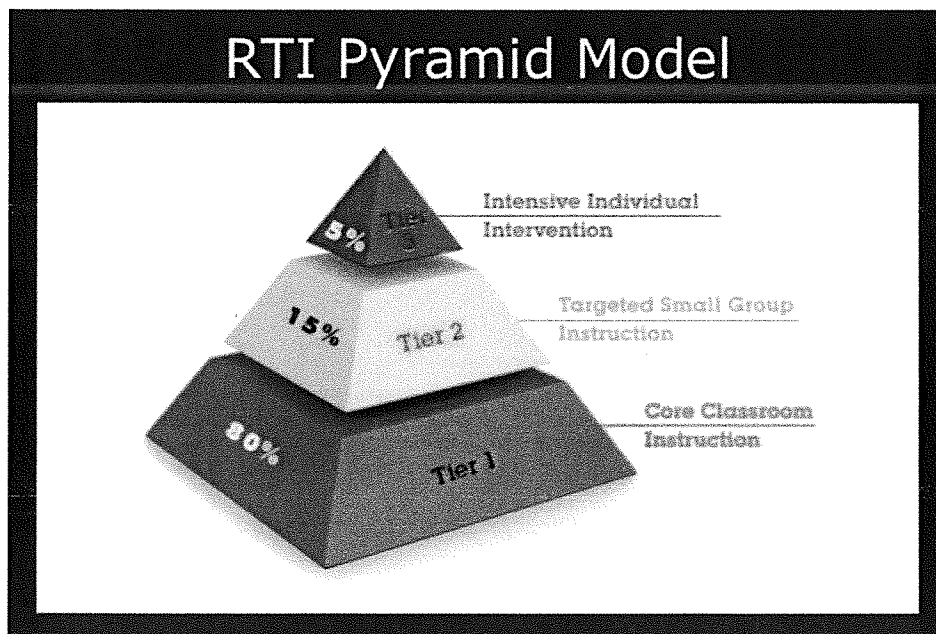 RTI Pyramid Model
5%
Tier
3
Intensive Individual
Intervention
15%
Tier 2
Targeted Small Group
Instruction
80%
Tier 1
Core Classroom
Instruction